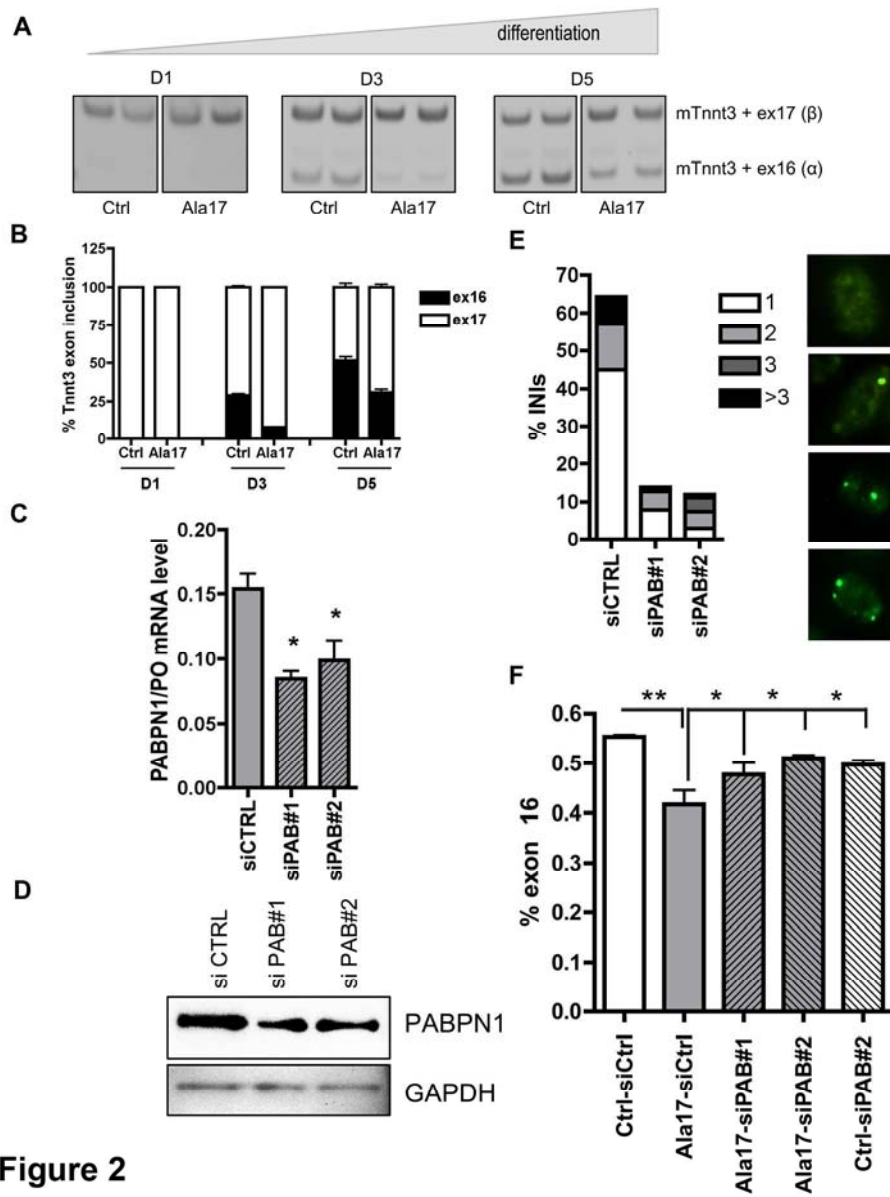 A
differentiation
D1 D3 D5
mTnnt3 + ex17 (β)
mTnnt3 + ex16 (α)
Ctrl Ala17 Ctrl Ala17 Ctrl Ala17
B
% Tnnt3 exon inclusion
125
100
75
50
25
0
ex16
ex17
Ctrl Ala17 Ctrl Ala17 Ctrl Ala17
D1 D3 D5
C
PABPN1/PO mRNA level
0.20
0.15
0.10
0.05
0.00
* *
siCTRL
siPAB#1
siPAB#2
D
si CTRL
si PAB#1
si PAB#2
PABPN1
GAPDH
E
% INIs
70
60
50
40
30
20
10
0
1
2
3
>3
siCTRL
siPAB#1
siPAB#2
F
% exon 16
0.6
0.5
0.4
0.3
0.2
0.1
0.0
** * * *
Ctrl-siCtrl
Ala17-siCtrl
Ala17-siPAB#1
Ala17-siPAB#2
Ctrl-siPAB#2
Figure 2